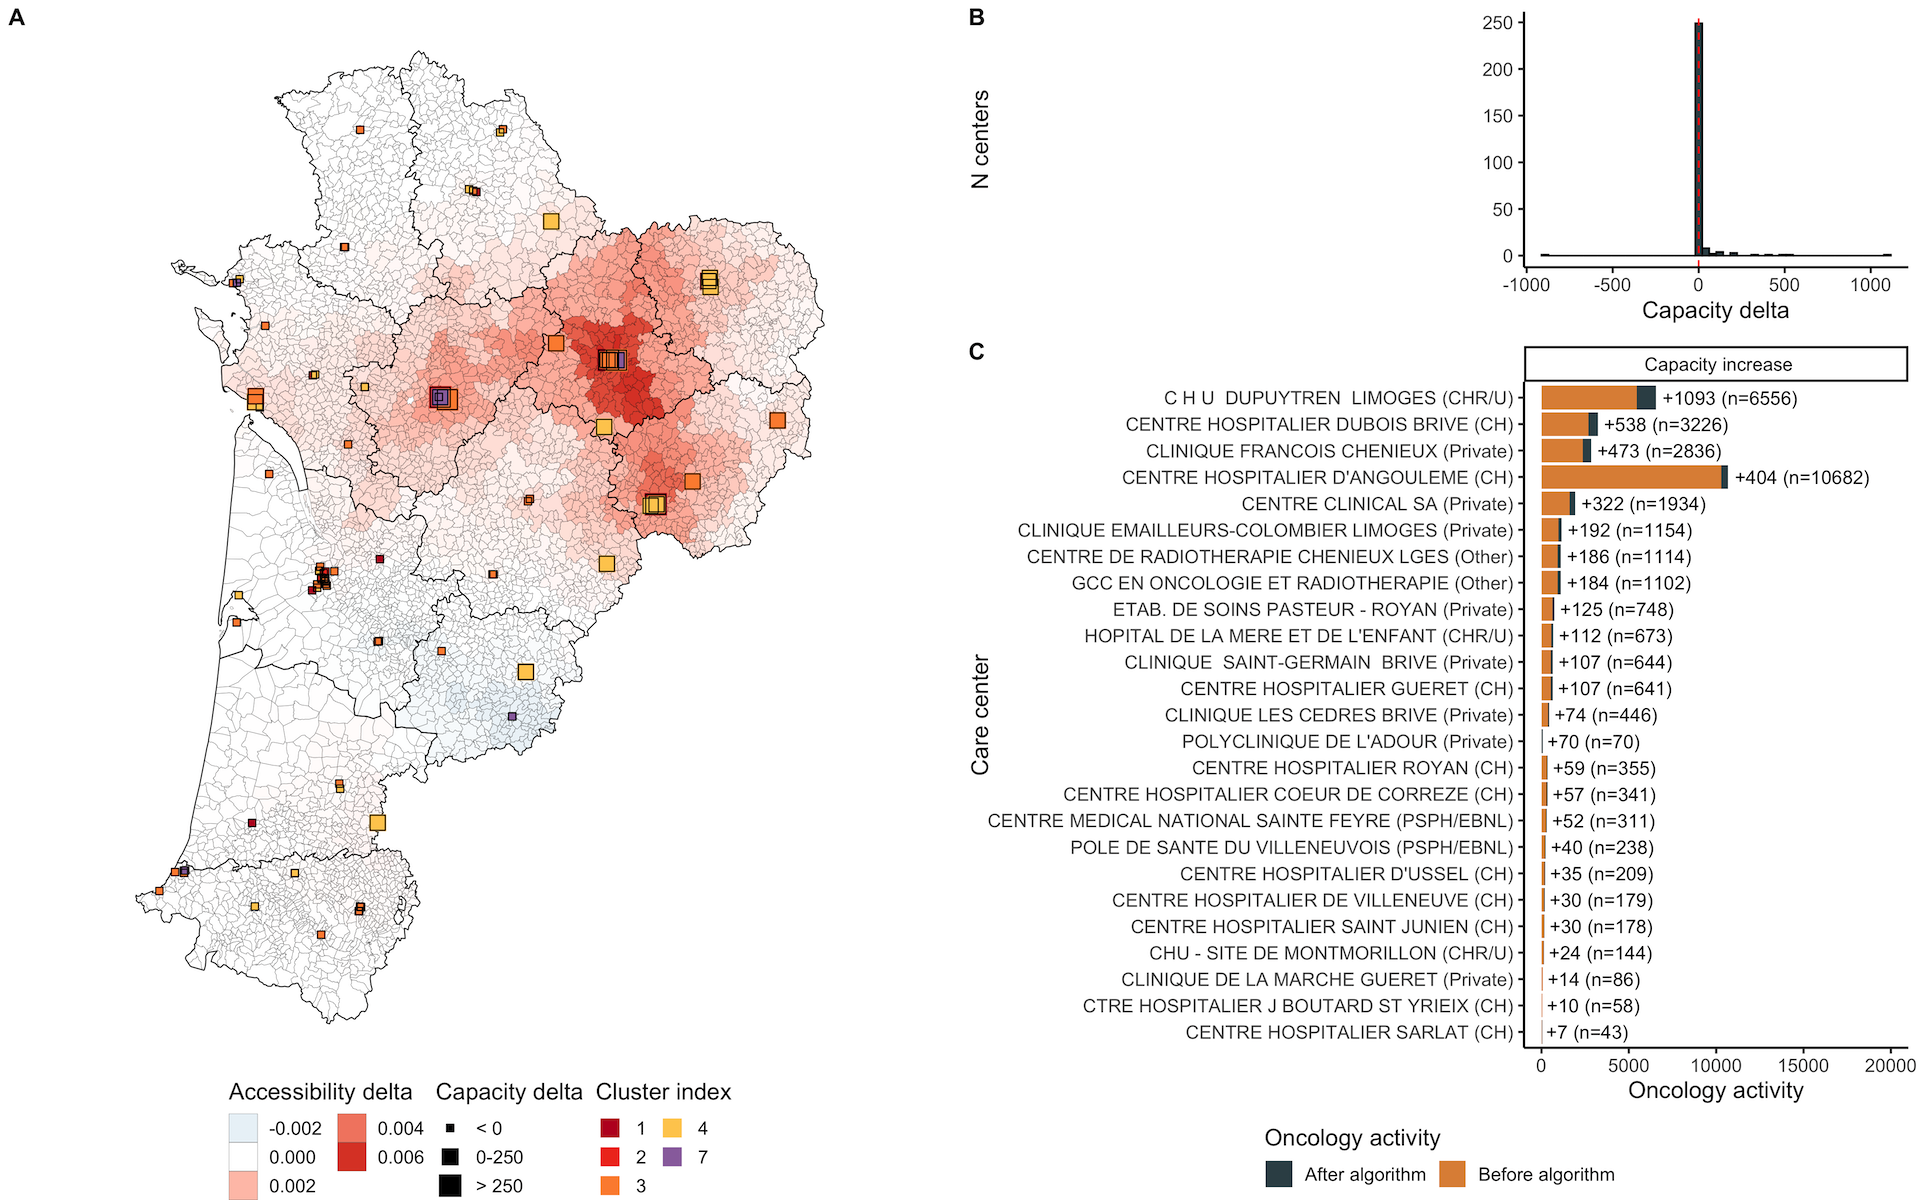 A
B
N centers
250
200
150
100
50
0
-1000
-500
0
500
1000
Capacity delta
C
Capacity increase
Care center
C H U  DUPUYTREN  LIMOGES (CHR/U) +1093 (n=6556)
CENTRE HOSPITALIER DUBOIS BRIVE (CH) +538 (n=3226)
CLINIQUE FRANCOIS CHENIEUX (Private) +473 (n=2836)
CENTRE HOSPITALIER D'ANGOULEME (CH) +404 (n=10682)
CENTRE CLINICAL SA (Private) +322 (n=1934)
CLINIQUE EMAILLEURS-COLOMBIER LIMOGES (Private) +192 (n=1154)
CENTRE DE RADIOTHERAPIE CHENIEUX LGES (Other) +186 (n=1114)
GCC EN ONCOLOGIE ET RADIOTHERAPIE (Other) +184 (n=1102)
ETAB. DE SOINS PASTEUR - ROYAN (Private) +125 (n=748)
HOPITAL DE LA MERE ET DE L'ENFANT (CHR/U) +112 (n=673)
CLINIQUE  SAINT-GERMAIN  BRIVE (Private) +107 (n=644)
CENTRE HOSPITALIER GUERET (CH) +107 (n=641)
CLINIQUE LES CEDRES BRIVE (Private) +74 (n=446)
POLYCLINIQUE DE L'ADOUR (Private) +70 (n=70)
CENTRE HOSPITALIER ROYAN (CH) +59 (n=355)
CENTRE HOSPITALIER COEUR DE CORREZE (CH) +57 (n=341)
CENTRE MEDICAL NATIONAL SAINTE FEYRE (PSPH/EBNL) +52 (n=311)
POLE DE SANTE DU VILLENEUVOIS (PSPH/EBNL) +40 (n=238)
CENTRE HOSPITALIER D'USSEL (CH) +35 (n=209)
CENTRE HOSPITALIER DE VILLENEUVE (CH) +30 (n=179)
CENTRE HOSPITALIER SAINT JUNIEN (CH) +30 (n=178)
CHU - SITE DE MONTMORILLON (CHR/U) +24 (n=144)
CLINIQUE DE LA MARCHE GUERET (Private) +14 (n=86)
CTRE HOSPITALIER J BOUTARD ST YRIEIX (CH) +10 (n=58)
CENTRE HOSPITALIER SARLAT (CH) +7 (n=43)
0
5000
10000
15000
20000
Oncology activity
Oncology activity
After algorithm
Before algorithm
Accessibility delta
-0.002
0.000
0.002
0.004
0.006
Capacity delta
< 0
0-250
> 250
Cluster index
1
2
3
4
7